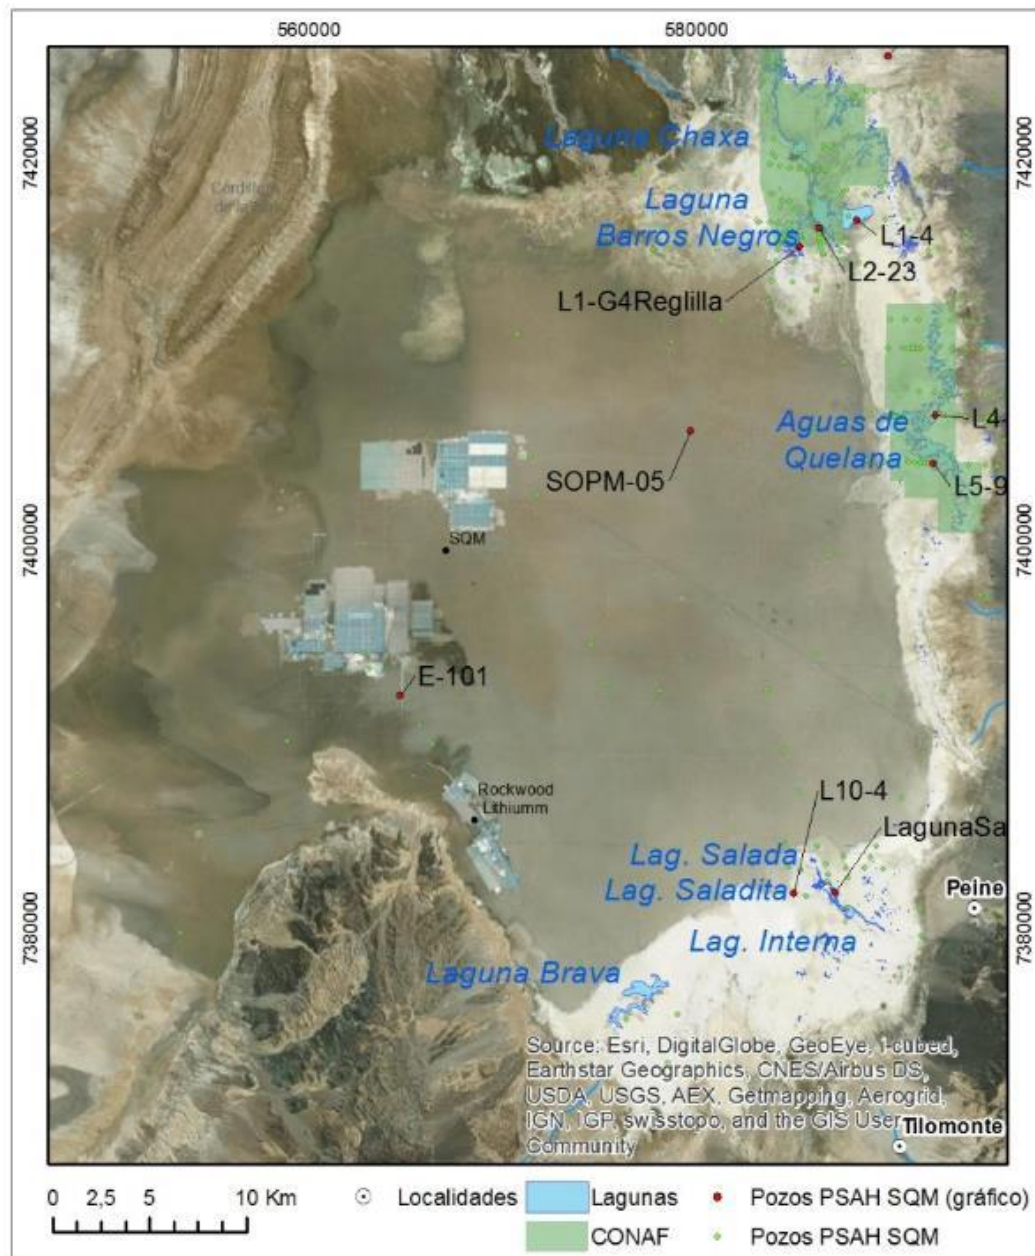 560000
580000
7420000
7420000
Laguna Chaxa
Laguna
Barros Negros
L1-4
L2-23
L1-G4Reglilla
Aguas de
Quelana
L4-
SOPM-05
L5-9
SQM
7400000
7400000
E-101
Rockwood
Lithiumm
L10-4
LagunaSa
Lag. Salada
Lag. Saladita
Peine
7380000
7380000
Lag. Interna
Laguna Brava
Source: Esri, DigitalGlobe, GeoEye, i-cubed,
Earthstar Geographics, CNES/Airbus DS,
USDA, USGS, AEX, Getmapping, Aerogrid,
IGN, IGP, swisstopo, and the GIS User
Community
Tilomonte
0 2,5 5 10 Km
Localidades
Lagunas
Pozos PSAH SQM (gráfico)
CONAF
Pozos PSAH SQM